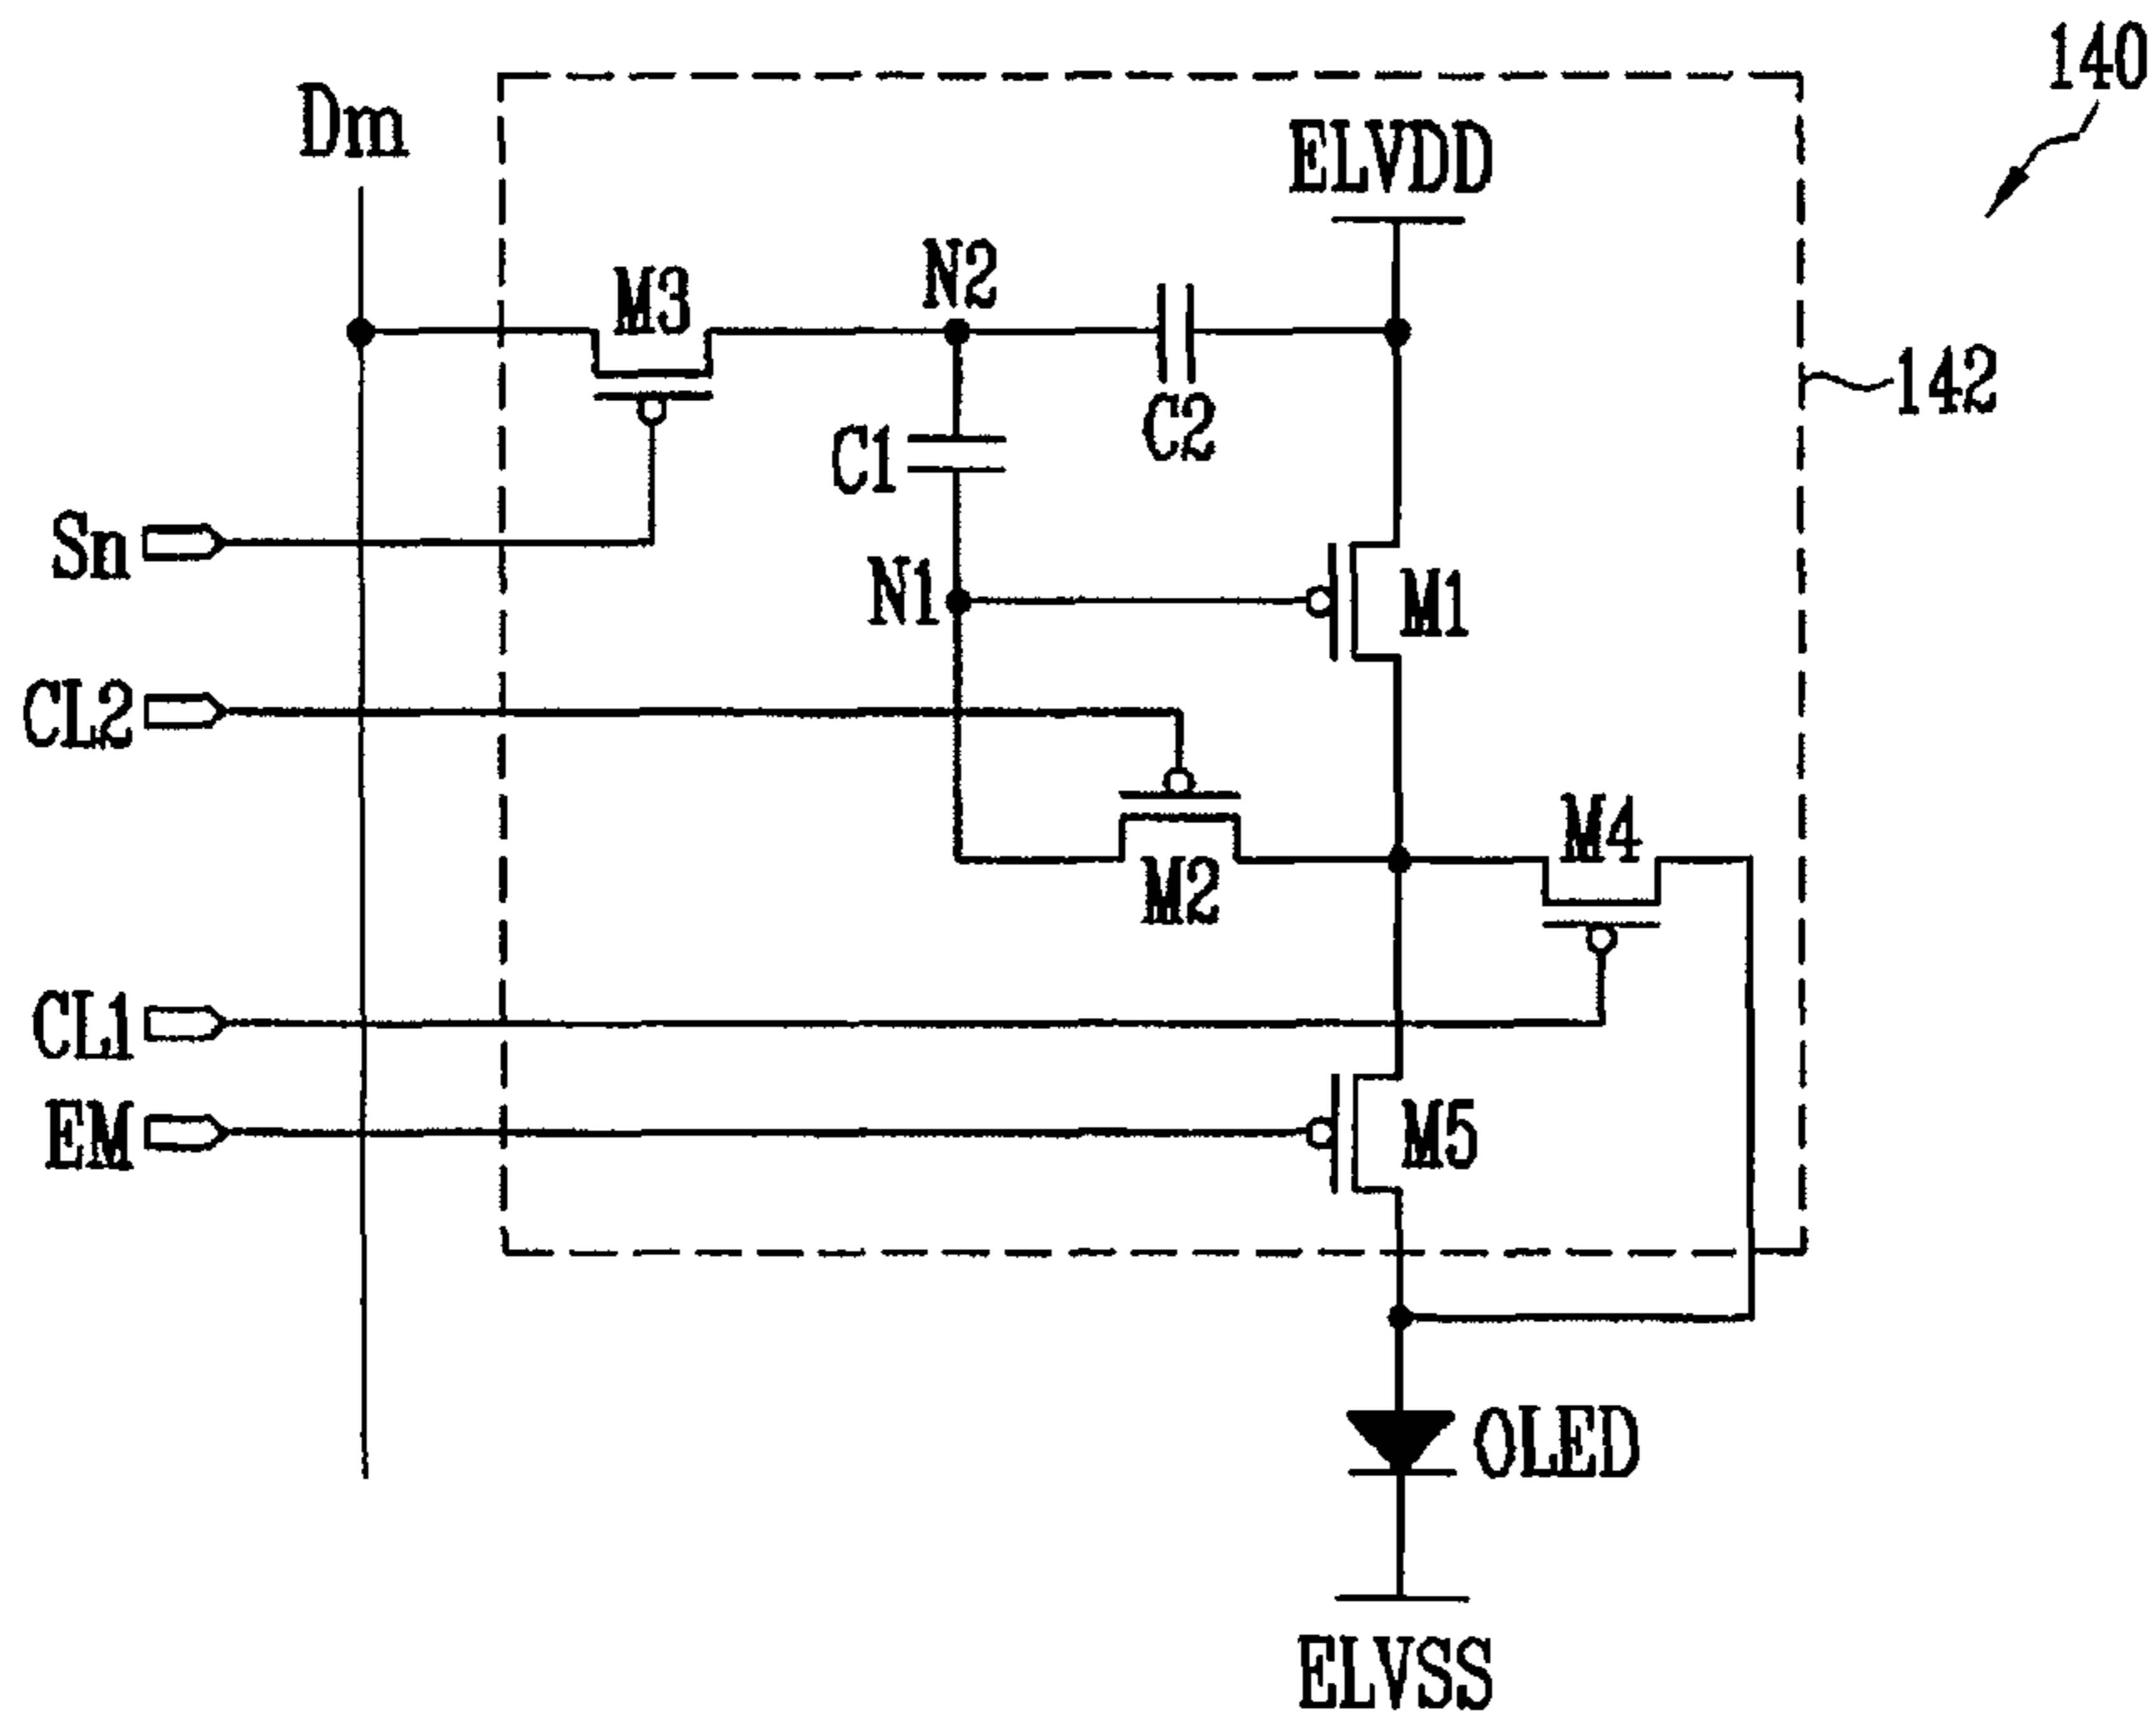 140
Dm
ELVDD
N2
M3
142
C2
C1
Sn
N1
M1
CL2
M4
M2
CL1
EM
M5
OLED
ELVSS